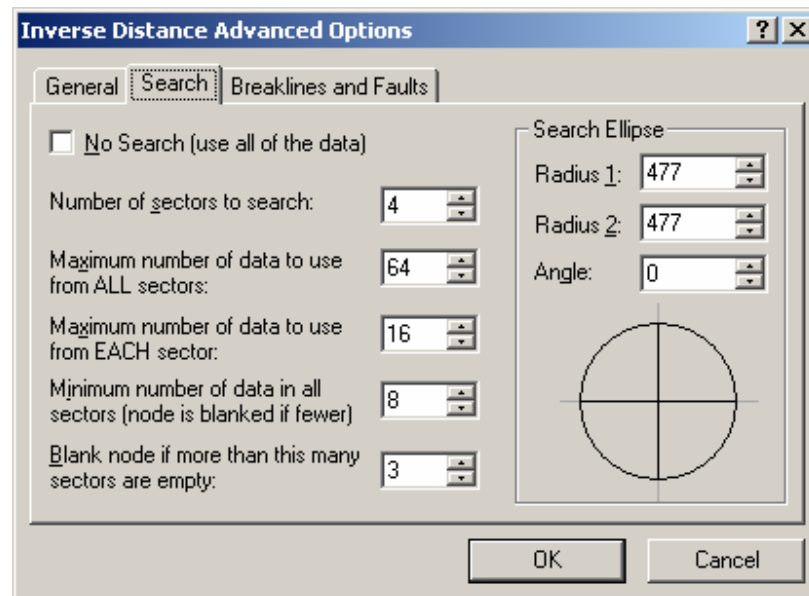 Inverse Distance Advanced Options
General Search Breaklines and Faults
No Search (use all of the data)
Number of sectors to search: 4
Maximum number of data to use
from ALL sectors: 64
Maximum number of data to use
from EACH sector: 16
Minimum number of data in all
sectors (node is blanked if fewer) 8
Blank node if more than this many
sectors are empty: 3
Search Ellipse
Radius 1: 477
Radius 2: 477
Angle: 0
OK Cancel